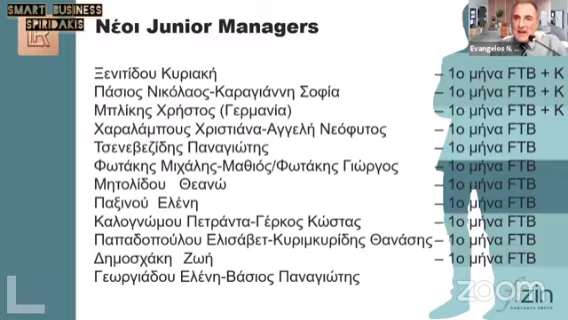 SMART BUSINESS
SPIRIDAKIS
LR
Νέοι Junior Managers
Evangelos N.
Ξενιτίδου Κυριακή – 1ο μήνα FTB + K
Πάσιος Νικόλαος-Καραγιάννη Σοφία – 1ο μήνα FTB + K
Μπλίκης Χρήστος (Γερμανία) – 1ο μήνα FTB + K
Χαραλάμπους Χριστιάνα-Αγγελή Νεόφυτος – 1ο μήνα FTB
Τσενεβεζίδης Παναγιώτης – 1ο μήνα FTB
Φωτάκης Μιχάλης-Μαθιός/Φωτάκης Γιώργος – 1ο μήνα FTB
Μητολίδου Θεανώ – 1ο μήνα FTB
Παξινού Ελένη – 1ο μήνα FTB
Καλογνώμου Πετράντα-Γέρκος Κώστας – 1ο μήνα FTB
Παπαδοπούλου Ελισάβετ-Κυριμκυρίδης Θανάσης – 1ο μήνα FTB
Δημοσχάκη Ζωή – 1ο μήνα FTB
Γεωργιάδου Ελένη-Βάσιος Παναγιώτης
zoom